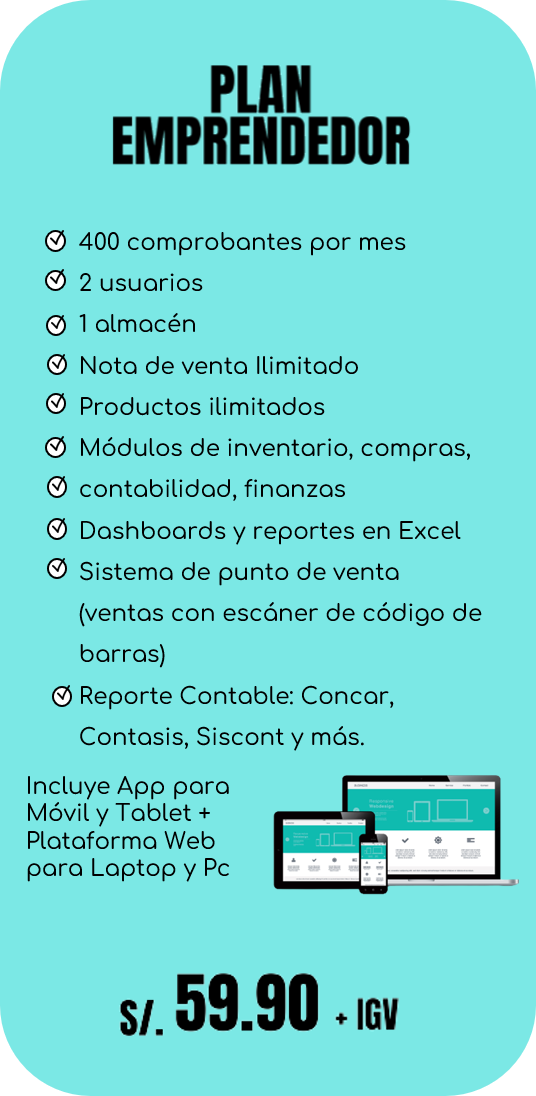 PLAN
EMPRENDEDOR
400 comprobantes por mes
2 usuarios
1 almacén
Nota de venta Ilimitado
Productos ilimitados
Módulos de inventario, compras,
contabilidad, finanzas
Dashboards y reportes en Excel
Sistema de punto de venta
(ventas con escáner de código de
barras)
Reporte Contable: Concar,
Contasis, Siscont y más.
Incluye App para
Móvil y Tablet +
Plataforma Web
para Laptop y Pc
S/. 59.90 + IGV